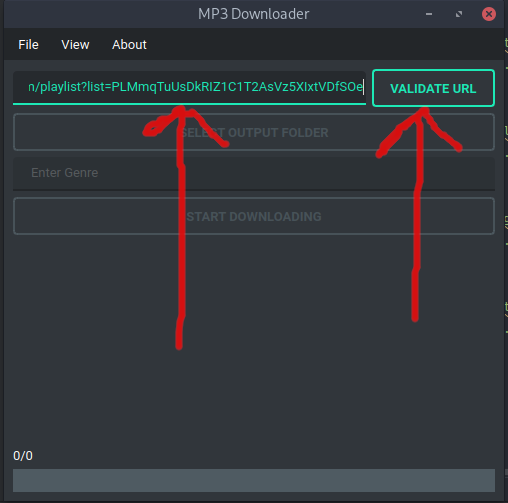 MP3 Downloader
File View About
n/playlist?list=PLMmqTuUsDkRIZ1C1T2AsVz5XIxtVDfSOe
VALIDATE URL
SELECT OUTPUT FOLDER
Enter Genre
START DOWNLOADING
0/0